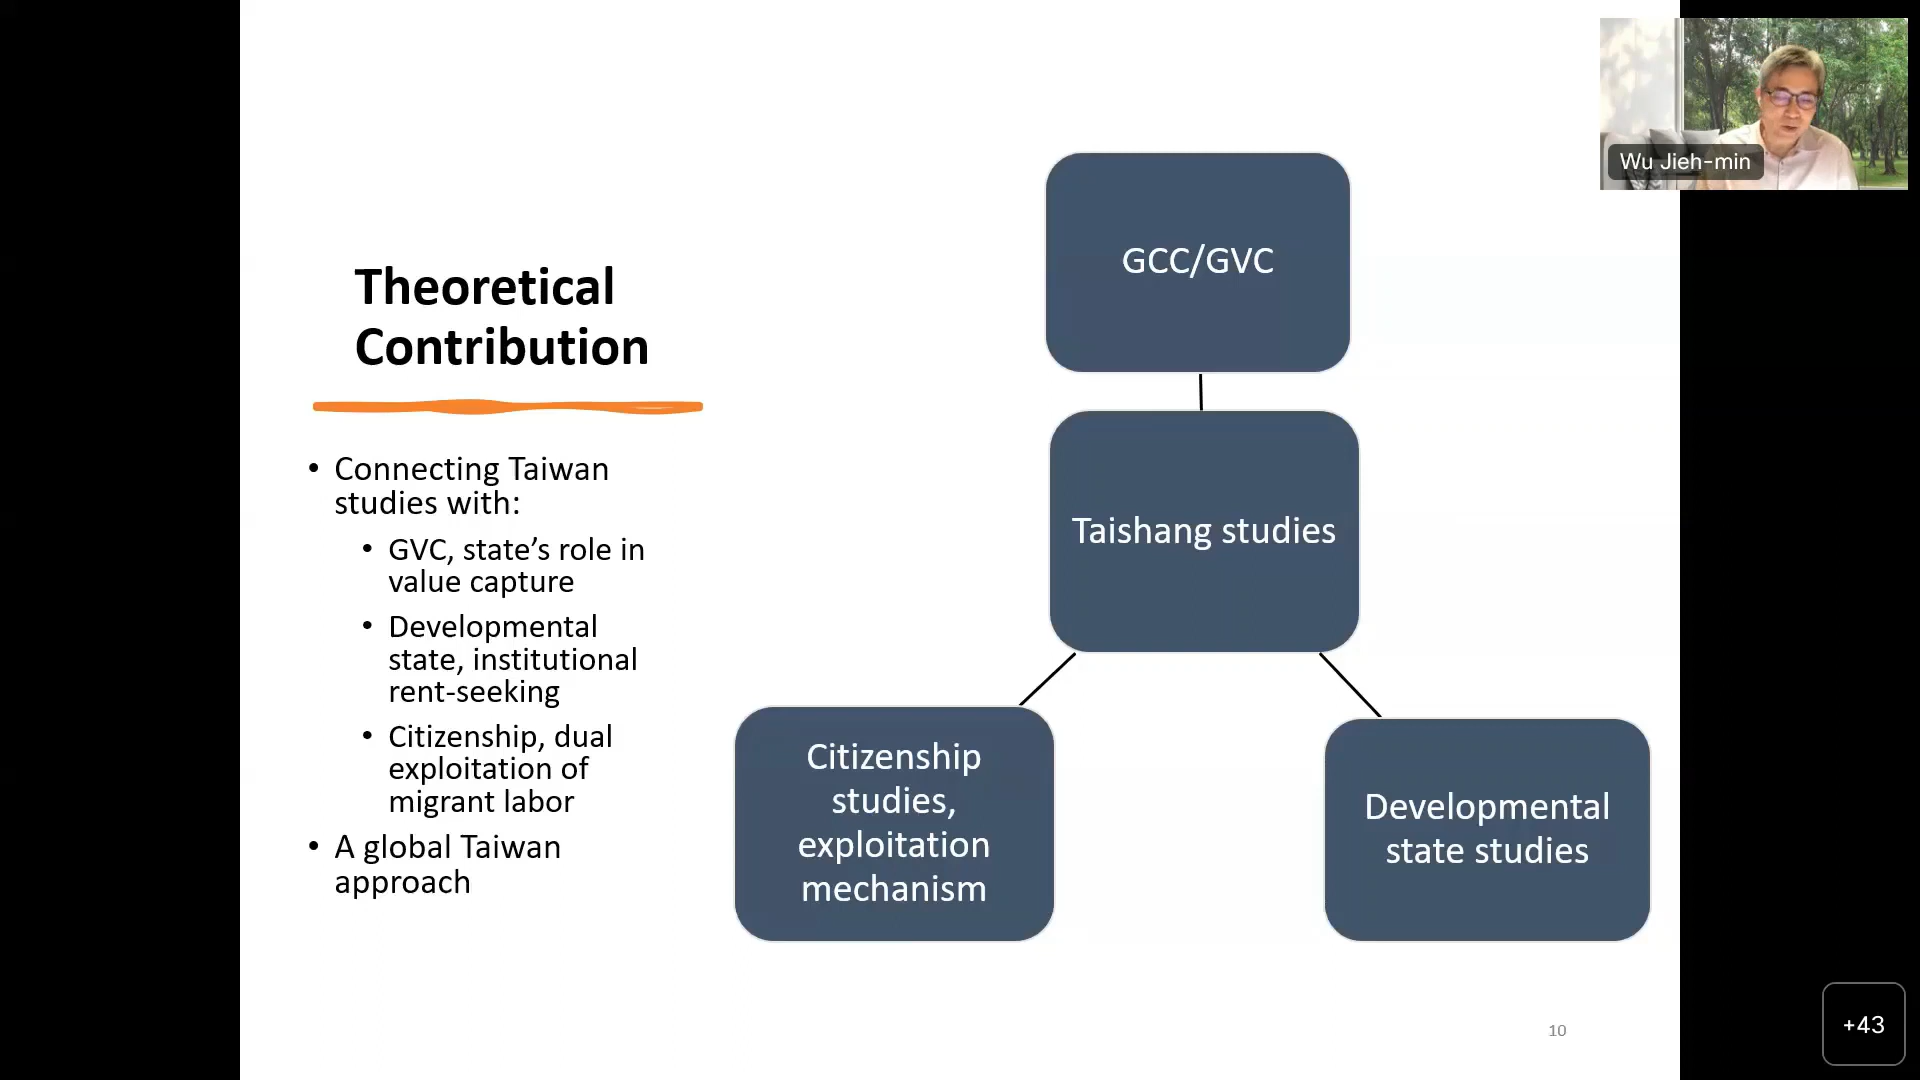 Theoretical
Contribution
• Connecting Taiwan
studies with:
• GVC, state’s role in
value capture
• Developmental
state, institutional
rent-seeking
• Citizenship, dual
exploitation of
migrant labor
• A global Taiwan
approach
GCC/GVC
Taishang studies
Citizenship
studies,
exploitation
mechanism
Developmental
state studies
10
Wu Jieh-min
+43